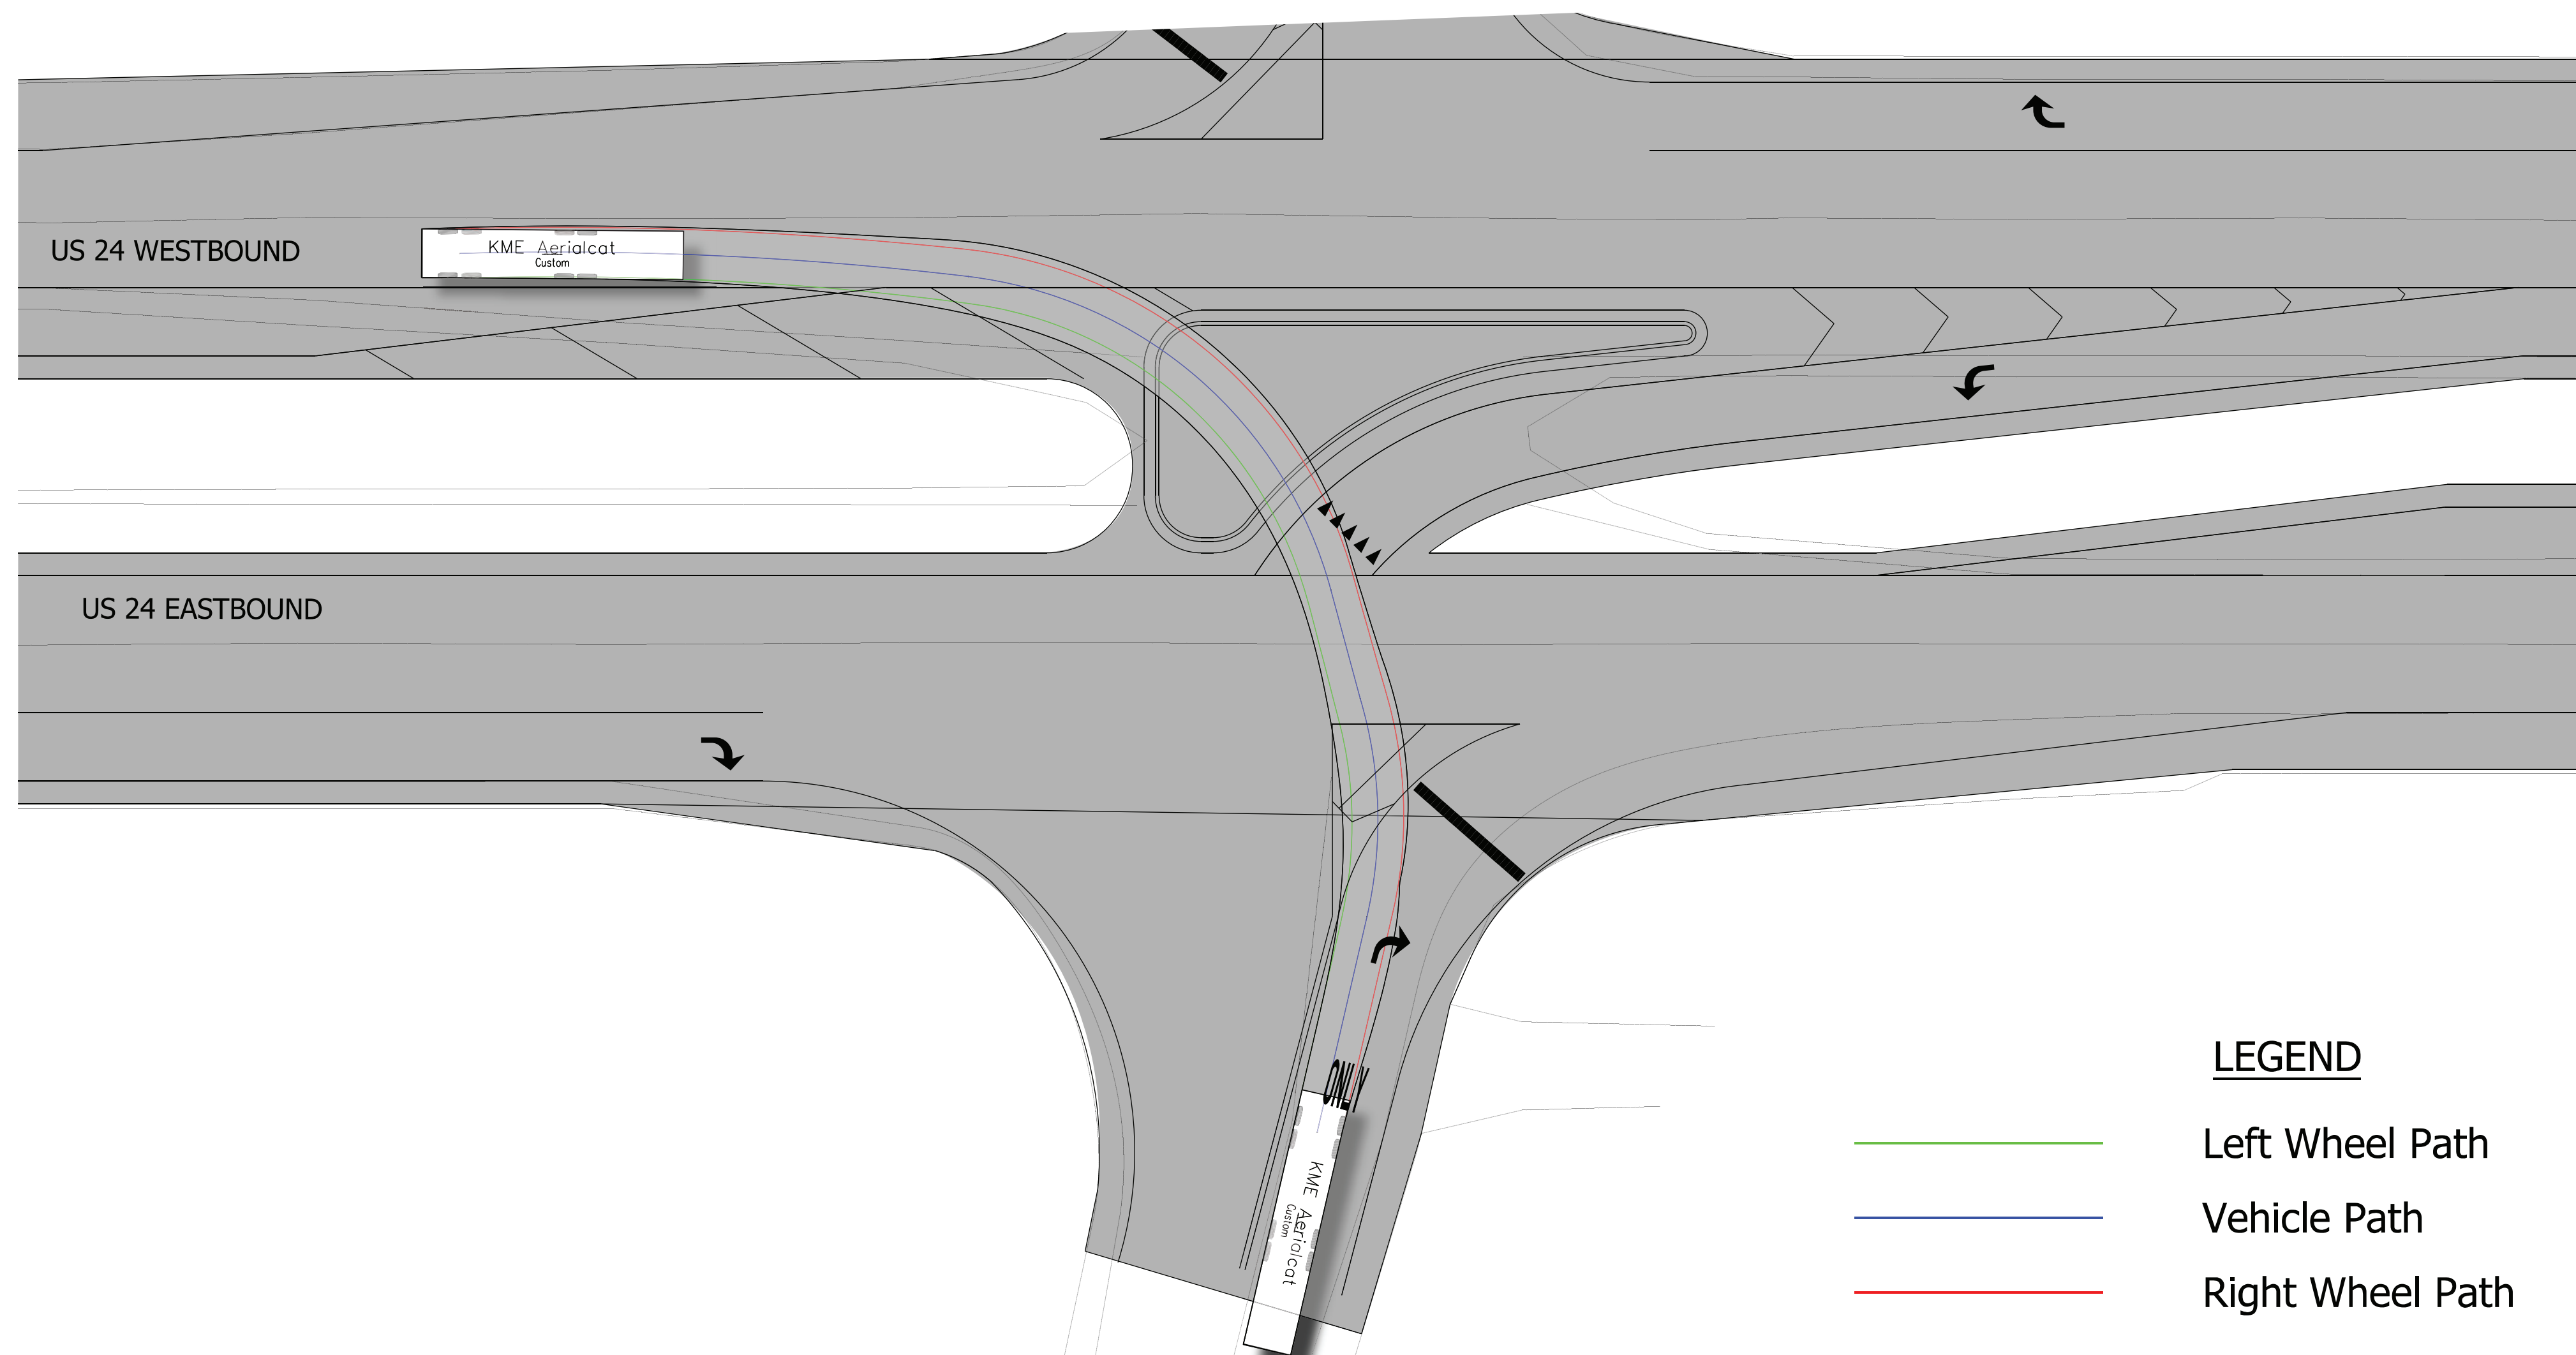 US 24 WESTBOUND
KME Aerialcat
Custom
US 24 EASTBOUND
ONLY
KME Aerialcat
Custom
LEGEND
Left Wheel Path
Vehicle Path
Right Wheel Path